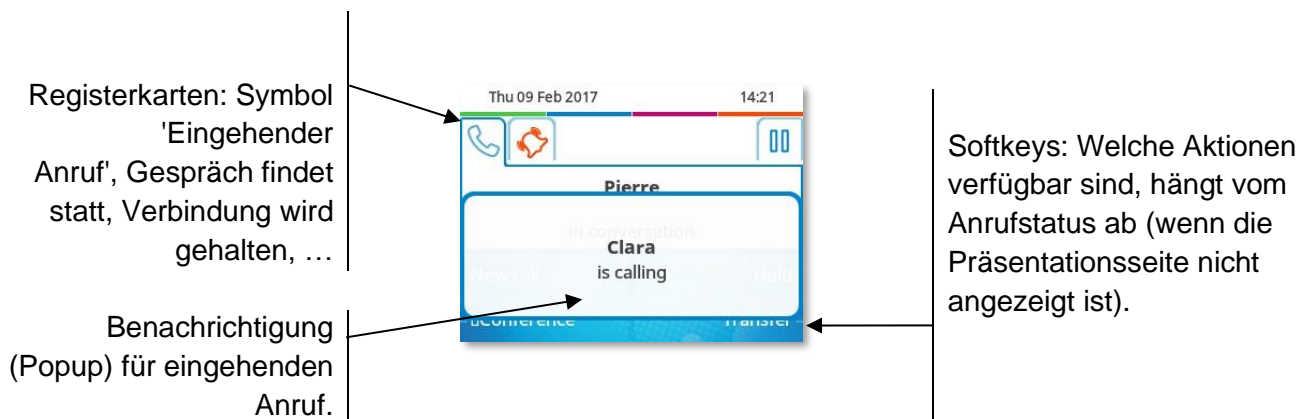 Registerkarten: Symbol
'Eingehender
Anruf', Gespräch findet
statt, Verbindung wird
gehalten, …
Benachrichtigung
(Popup) für eingehenden
Anruf.
Thu 09 Feb 2017 14:21
Pierre
in conversation
Clara
is calling
New call Hold
Conference Transfer
Softkeys: Welche Aktionen
verfügbar sind, hängt vom
Anrufstatus ab (wenn die
Präsentationsseite nicht
angezeigt ist).